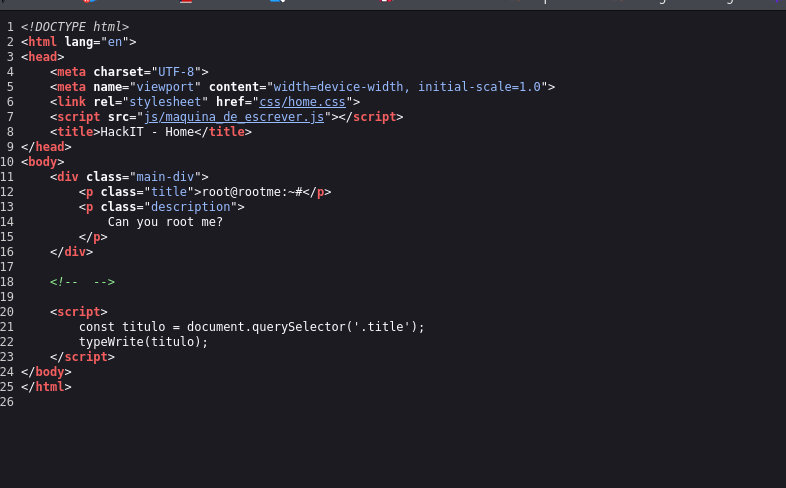 1 <!DOCTYPE html>
2 <html lang="en">
3 <head>
4     <meta charset="UTF-8">
5     <meta name="viewport" content="width=device-width, initial-scale=1.0">
6     <link rel="stylesheet" href="css/home.css">
7     <script src="js/maquina_de_escrever.js"></script>
8     <title>HackIT - Home</title>
9 </head>
10 <body>
11     <div class="main-div">
12         <p class="title">root@rootme:~#</p>
13         <p class="description">
14             Can you root me?
15         </p>
16     </div>
17
18     <!--  -->
19
20     <script>
21         const titulo = document.querySelector('.title');
22         typeWrite(titulo);
23     </script>
24 </body>
25 </html>
26